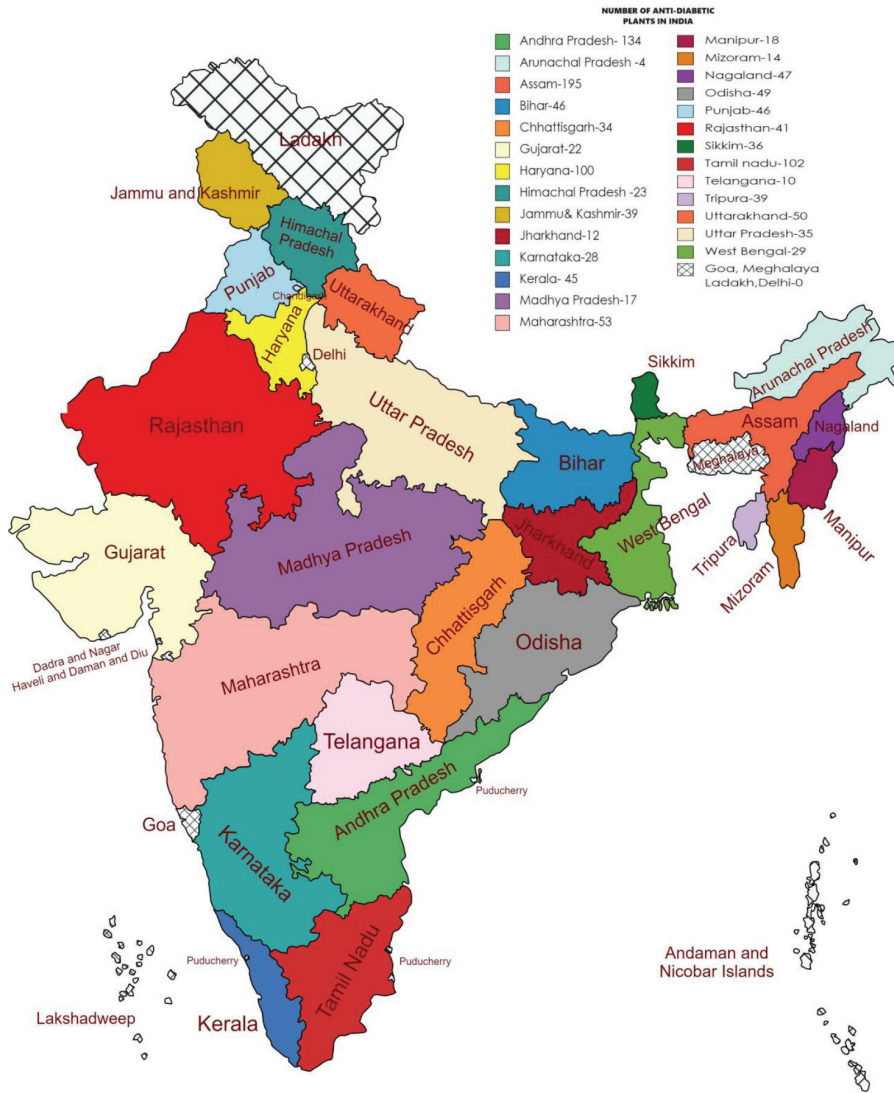 NUMBER OF ANTI-DIABETIC
PLANTS IN INDIA
Andhra Pradesh- 134
Arunachal Pradesh -4
Assam-195
Bihar-46
Chhattisgarh-34
Gujarat-22
Haryana-100
Himachal Pradesh -23
Jammu& Kashmir-39
Jharkhand-12
Karnataka-28
Kerala- 45
Madhya Pradesh-17
Maharashtra-53
Manipur-18
Mizoram-14
Nagaland-47
Odisha-49
Punjab-46
Rajasthan-41
Sikkim-36
Tamil nadu-102
Telangana-10
Tripura-39
Uttarakhand-50
Uttar Pradesh-35
West Bengal-29
Goa, Meghalaya
Ladakh,Delhi-0
Ladakh
Jammu and Kashmir
Himachal
Pradesh
Punjab
Chandigarh
Uttarakhand
Haryana
Delhi
Rajasthan
Uttar Pradesh
Sikkim
Arunachal Pradesh
Assam
Nagaland
Meghalaya
Bihar
Manipur
Tripura
Mizoram
West Bengal
Jharkhand
Gujarat
Madhya Pradesh
Chhattisgarh
Odisha
Dadra and Nagar
Haveli and Daman and Diu
Maharashtra
Telangana
Andhra Pradesh
Puducherry
Goa
Karnataka
Puducherry
Tamil Nadu
Puducherry
Andaman and
Nicobar Islands
Lakshadweep
Kerala